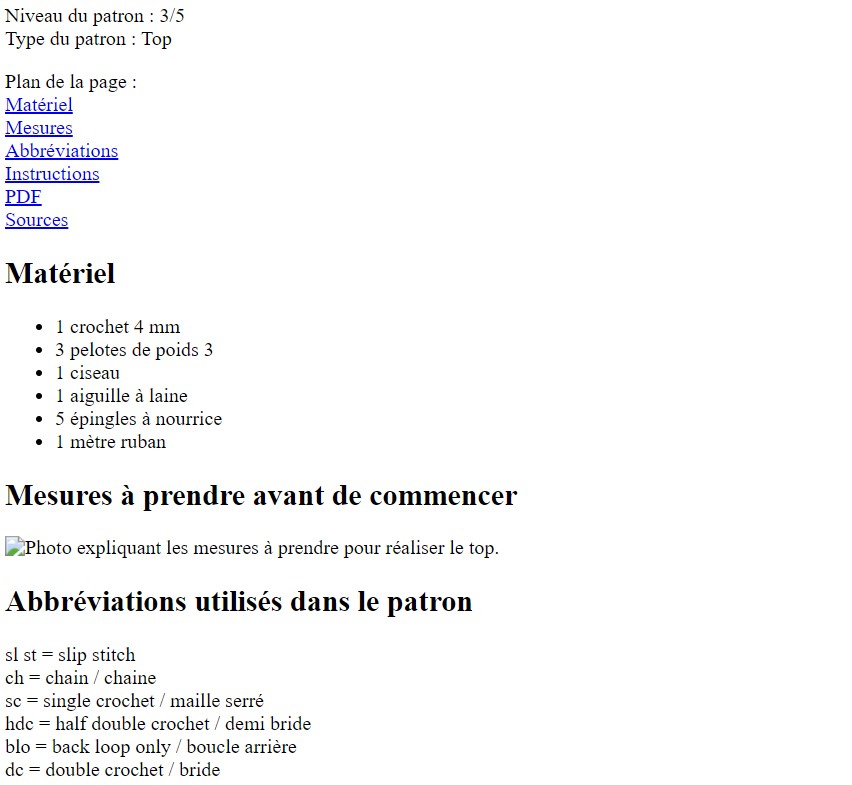 Niveau du patron : 3/5
Type du patron : Top
Plan de la page :
Matériel
Mesures
Abbréviations
Instructions
PDF
Sources
Matériel
• 1 crochet 4 mm
• 3 pelotes de poids 3
• 1 ciseau
• 1 aiguille à laine
• 5 épingles à nourrice
• 1 mètre ruban
Mesures à prendre avant de commencer
Photo expliquant les mesures à prendre pour réaliser le top.
Abbréviations utilisés dans le patron
sl st = slip stitch
ch = chain / chaine
sc = single crochet / maille serré
hdc = half double crochet / demi bride
blo = back loop only / boucle arrière
dc = double crochet / bride